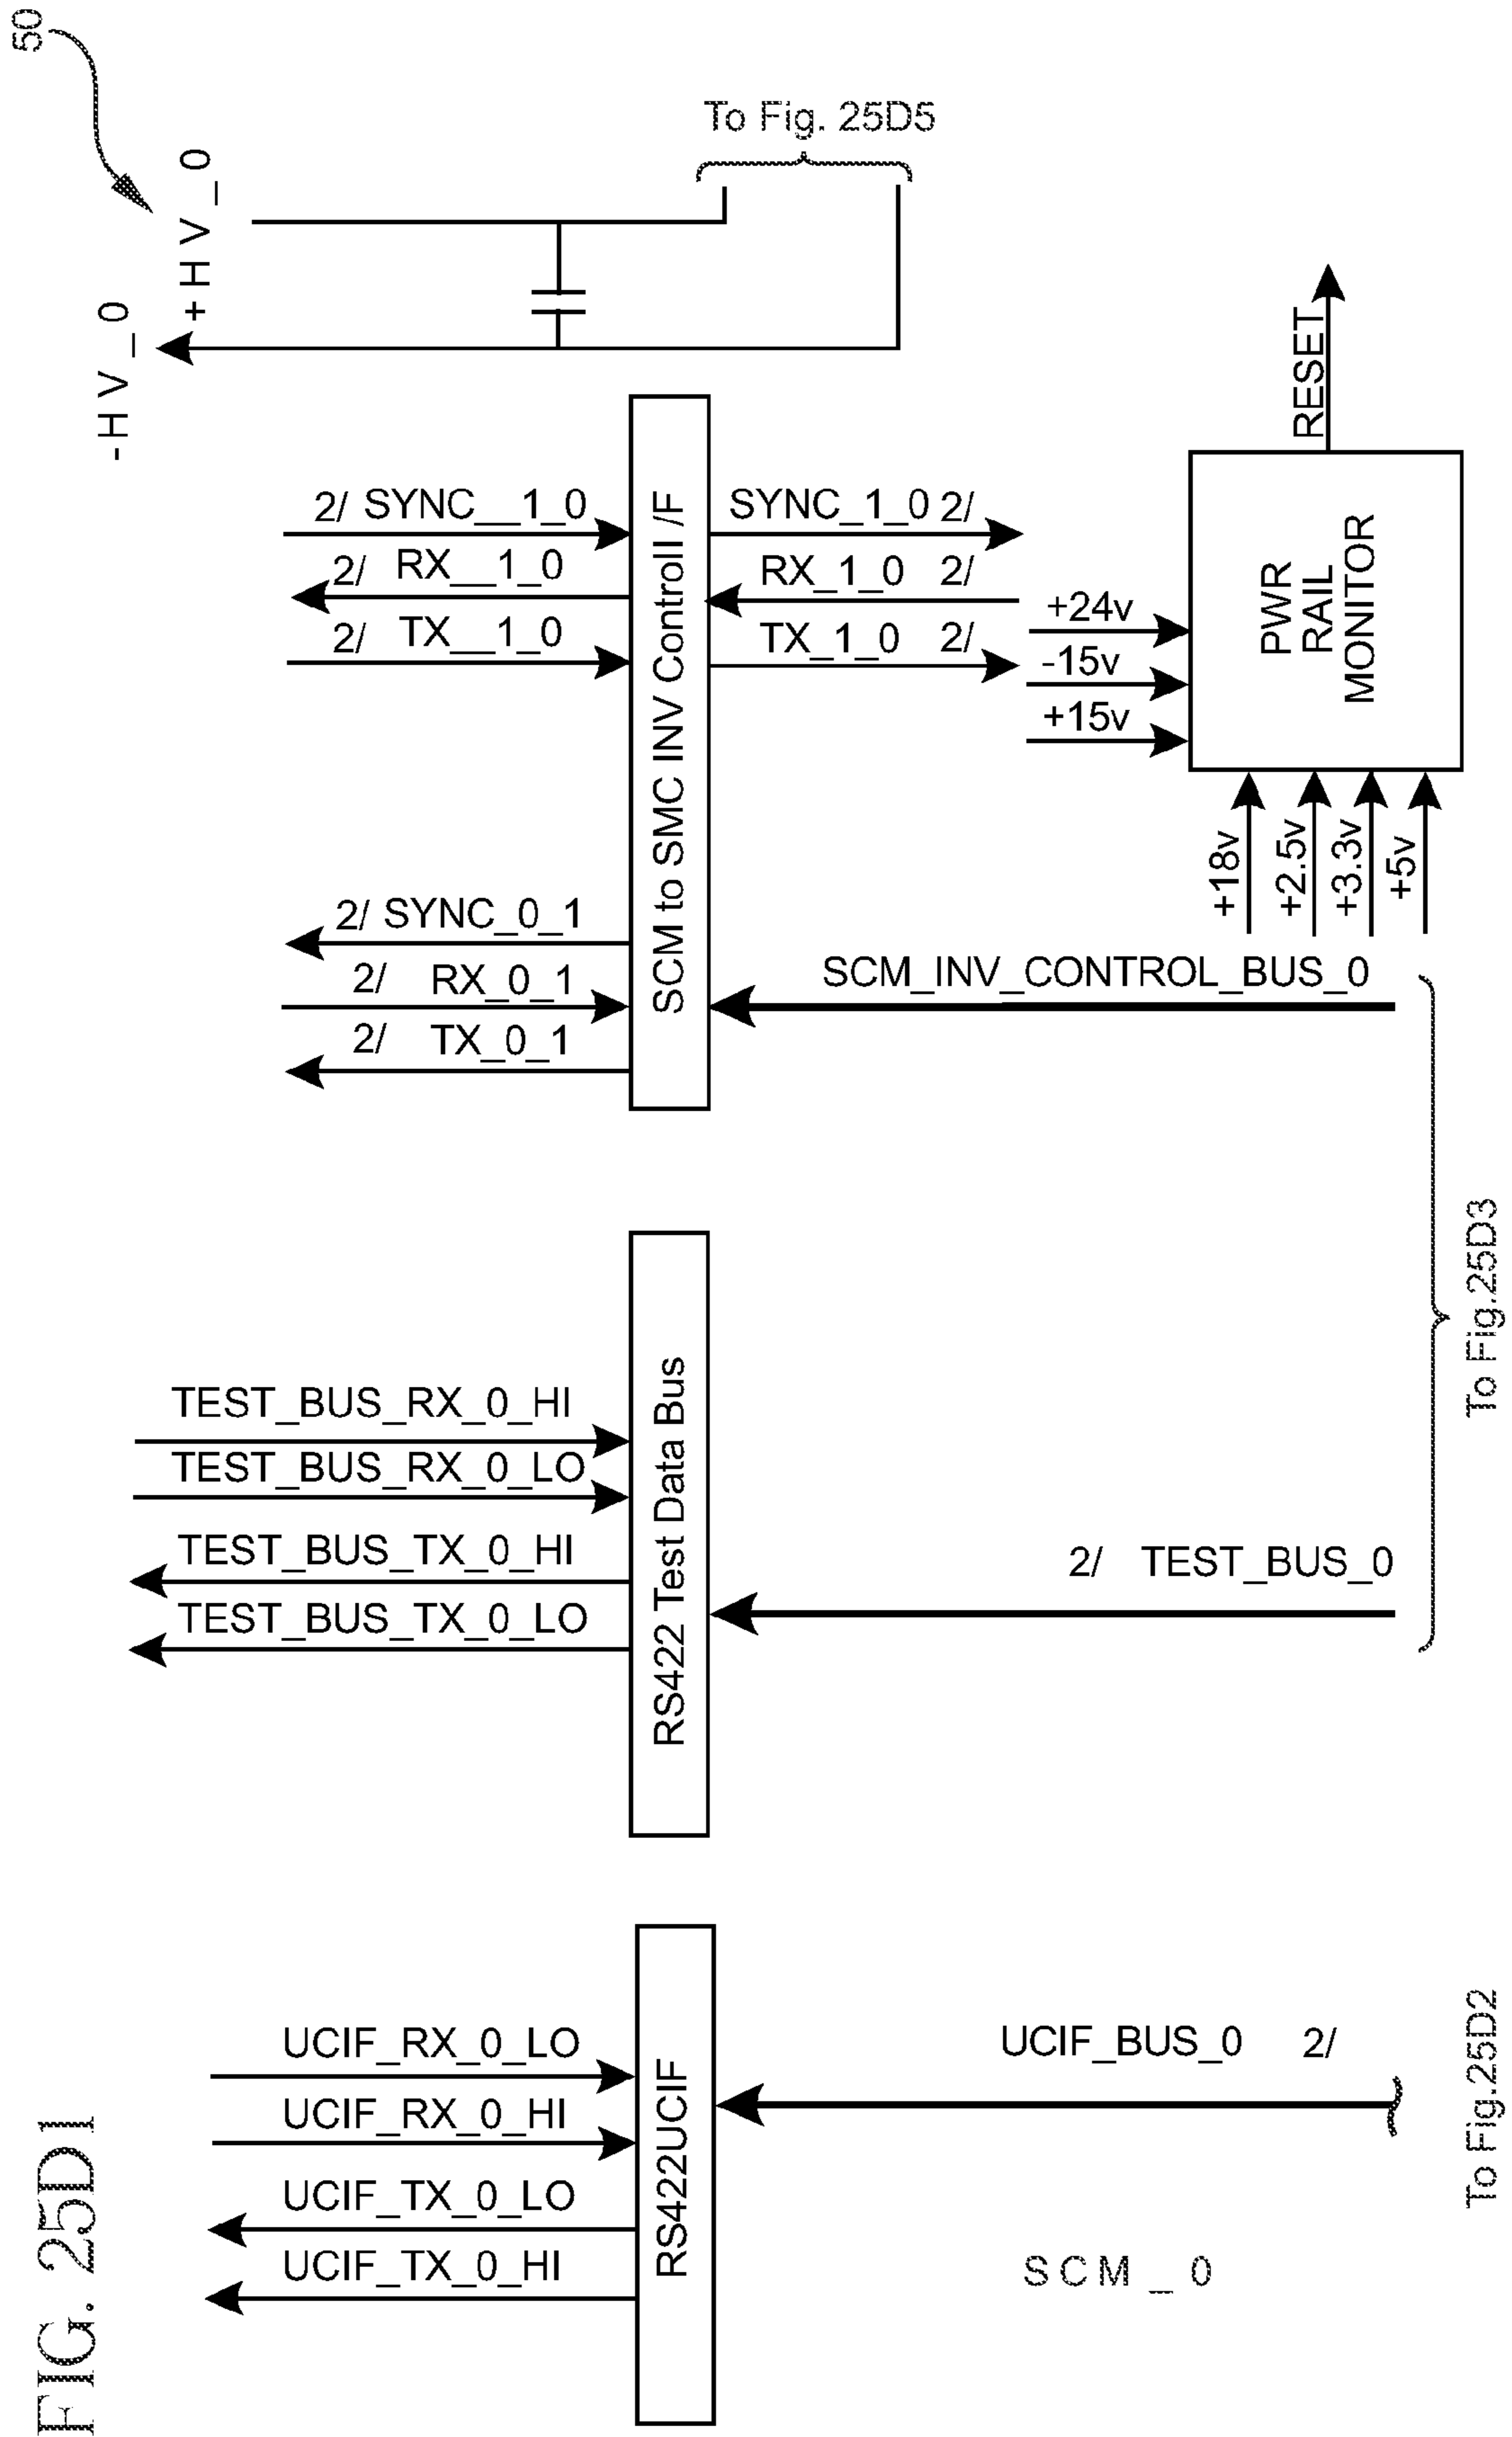 FIG. 25D1
50
-HV_0
+HV_0
To Fig. 25D5
UCIF_RX_0_LO
UCIF_RX_0_HI
UCIF_TX_0_LO
UCIF_TX_0_HI
RS422UCIF
UCIF_BUS_0 2/
SCM_0
To Fig.25D2
TEST_BUS_RX_0_HI
TEST_BUS_RX_0_LO
TEST_BUS_TX_0_HI
TEST_BUS_TX_0_LO
RS422 Test Data Bus
2/ TEST_BUS_0
2/ SYNC_0_1
2/ RX_0_1
2/ TX_0_1
2/ SYNC__1_0
2/ RX__1_0
2/ TX__1_0
SCM to SMC INV Controll /F
SYNC_1_0 2/
RX_1_0 2/
TX_1_0 2/
SCM_INV_CONTROL_BUS_0
To Fig.25D3
+24v
-15v
+15v
+18v
+2.5v
+3.3v
+5v
PWR
RAIL
MONITOR
RESET